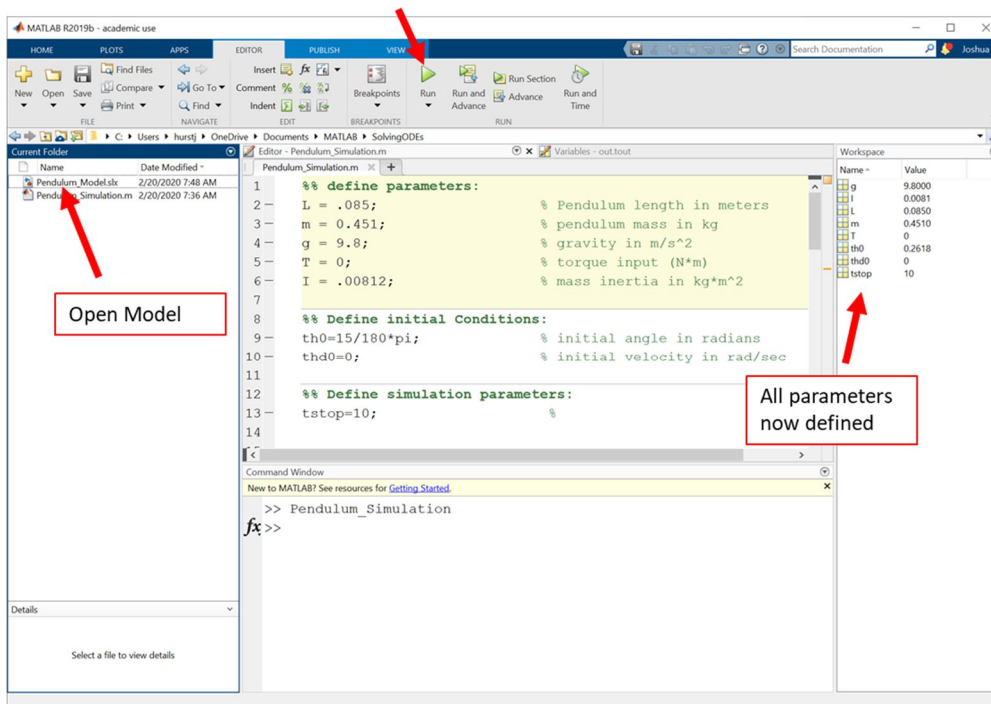 MATLAB R2019b - academic use
HOME PLOTS APPS EDITOR PUBLISH VIEW Search Documentation Joshua
New Open Save Find Files Compare Print Go To Find Insert fx Comment % Indent Breakpoints Run Run and Advance Run Section Advance Run and Time
FILE NAVIGATE EDIT BREAKPOINTS RUN
C: Users hurstj OneDrive Documents MATLAB SolvingODEs
Current Folder
Name Date Modified
Pendulum_Model.slx 2/20/2020 7:48 AM
Simulation.m 2/20/2020 7:36 AM
Open Model
Details
Select a file to view details
Editor - Pendulum_Simulation.m Variables - out.tout
Pendulum_Simulation.m +
1 %% define parameters:
2 - L = .085; % Pendulum length in meters
3 - m = 0.451; % pendulum mass in kg
4 - g = 9.8; % gravity in m/s^2
5 - T = 0; % torque input (N*m)
6 - I = .00812; % mass inertia in kg*m^2
7
8 %% Define initial Conditions:
9 - th0=15/180*pi; % initial angle in radians
10 - thd0=0; % initial velocity in rad/sec
11
12 %% Define simulation parameters:
13 - tstop=10; %
14
Command Window
New to MATLAB? See resources for Getting Started.
>> Pendulum_Simulation
fx >>
Workspace
Name Value
g 9.8000
I 0.0081
L 0.0850
m 0.4510
T 0
th0 0.2618
thd0 0
tstop 10
All parameters
now defined